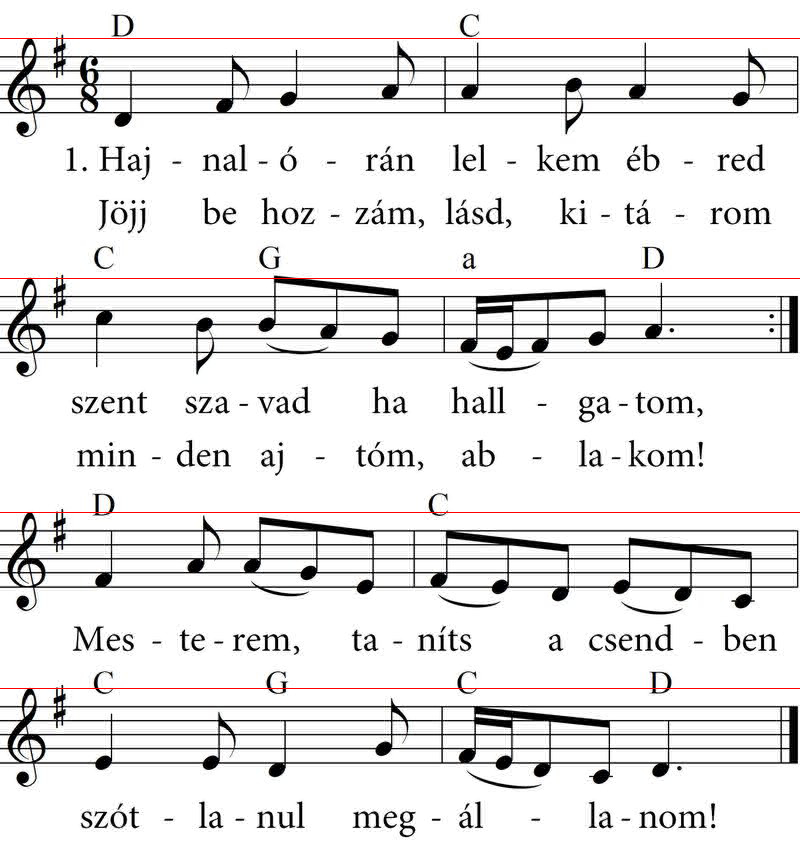 D C
6
8
1. Haj - nal - ó - rán lel - kem éb - red
Jöjj be hoz - zám, lásd, ki - tá - rom
C G a D
szent sza - vad ha hall - ga - tom,
min - den aj - tóm, ab - la - kom!
D C
Mes - te - rem, ta - níts a csend - ben
C G C D
szót - la - nul meg - ál - la - nom!